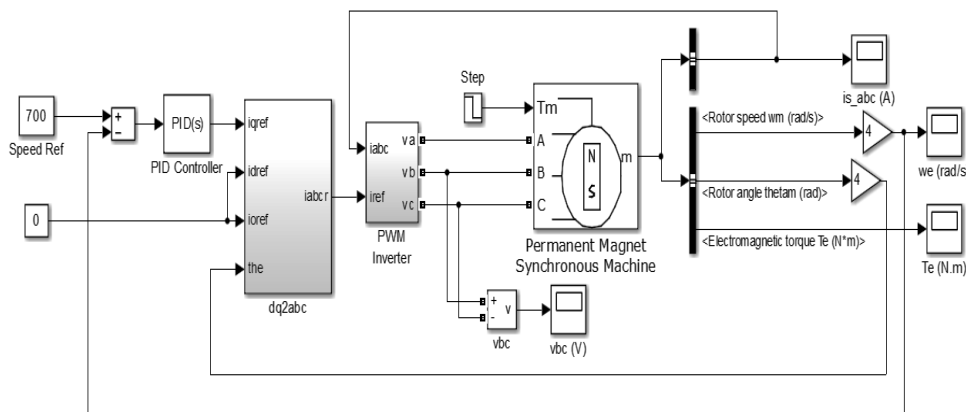 Step
is_abc (A)
700
+
−
PID(s)
Speed Ref
PID Controller
iqref
idref
ioref
the
iabcr
dq2abc
0
iabc
iref
va
vb
vc
PWM
Inverter
Tm
A
B
C
N
S
m
Permanent Magnet
Synchronous Machine
<Rotor speed wm (rad/s)>
4
we (rad/s
<Rotor angle thetam (rad)>
4
<Electromagnetic torque Te (N*m)>
Te (N.m)
+
-
v
vbc
vbc (V)